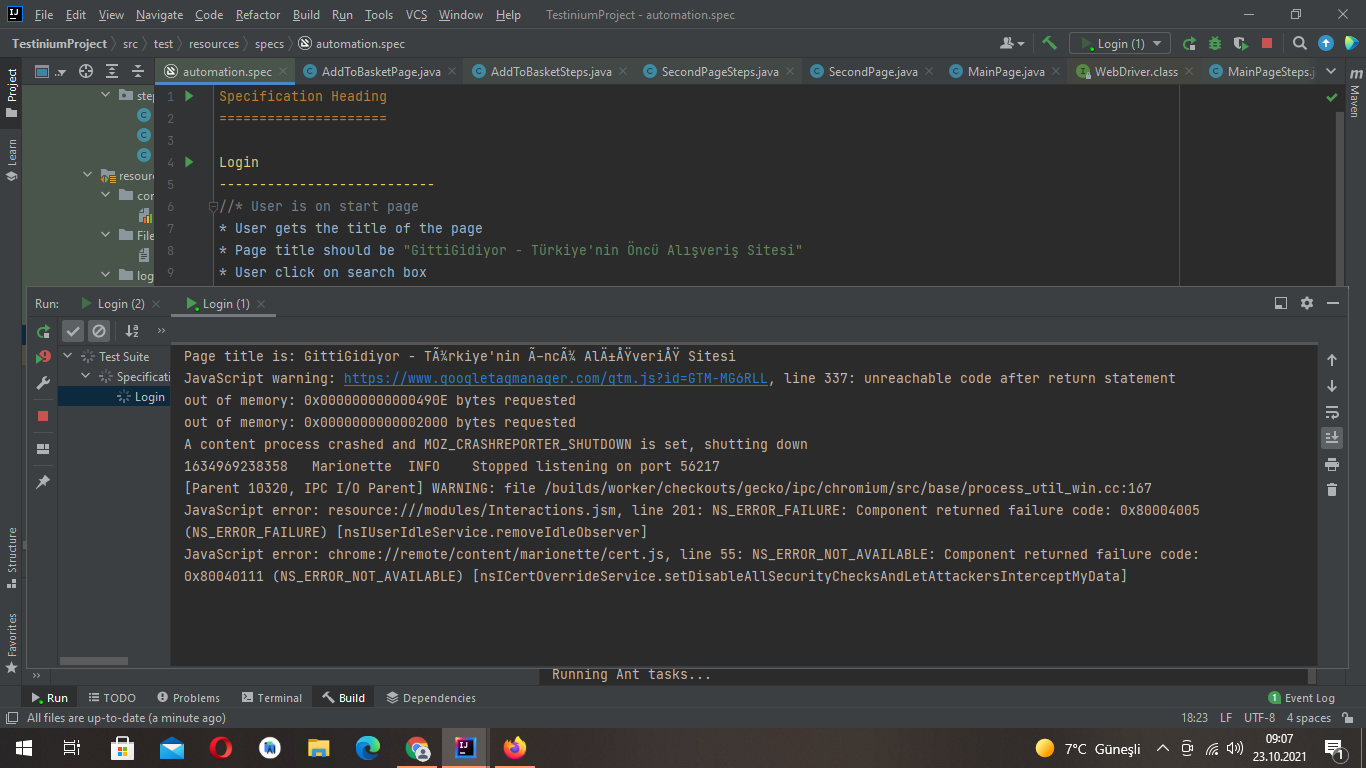 File Edit View Navigate Code Refactor Build Run Tools VCS Window Help TestiniumProject - automation.spec
TestiniumProject src test resources specs automation.spec Login (1)
Project automation.spec AddToBasketPage.java AddToBasketSteps.java SecondPageSteps.java SecondPage.java MainPage.java WebDriver.class MainPageSteps.j Maven
step
resour
con
File
log
Learn
1 Specification Heading
2 =====================
3
4 Login
5 ---------------------------
6 //* User is on start page
7 * User gets the title of the page
8 * Page title should be "GittiGidiyor - Türkiye'nin Öncü Alışveriş Sitesi"
9 * User click on search box
Run: Login (2) Login (1)
Test Suite
Specificati
Login
Page title is: GittiGidiyor - TÃ¼rkiye'nin Ã–ncÃ¼ AlÄ±ÅŸveriÅŸ Sitesi
JavaScript warning: https://www.googletagmanager.com/gtm.js?id=GTM-MG6RLL, line 337: unreachable code after return statement
out of memory: 0x000000000000490E bytes requested
out of memory: 0x0000000000002000 bytes requested
A content process crashed and MOZ_CRASHREPORTER_SHUTDOWN is set, shutting down
1634969238358 Marionette INFO Stopped listening on port 56217
[Parent 10320, IPC I/O Parent] WARNING: file /builds/worker/checkouts/gecko/ipc/chromium/src/base/process_util_win.cc:167
JavaScript error: resource:///modules/Interactions.jsm, line 201: NS_ERROR_FAILURE: Component returned failure code: 0x80004005
(NS_ERROR_FAILURE) [nsIUserIdleService.removeIdleObserver]
JavaScript error: chrome://remote/content/marionette/cert.js, line 55: NS_ERROR_NOT_AVAILABLE: Component returned failure code:
0x80040111 (NS_ERROR_NOT_AVAILABLE) [nsICertOverrideService.setDisableAllSecurityChecksAndLetAttackersInterceptMyData]
Structure
Favorites
Running Ant tasks...
Run TODO Problems Terminal Build Dependencies 1 Event Log
All files are up-to-date (a minute ago) 18:23 LF UTF-8 4 spaces
7°C Güneşli 09:07
23.10.2021 1